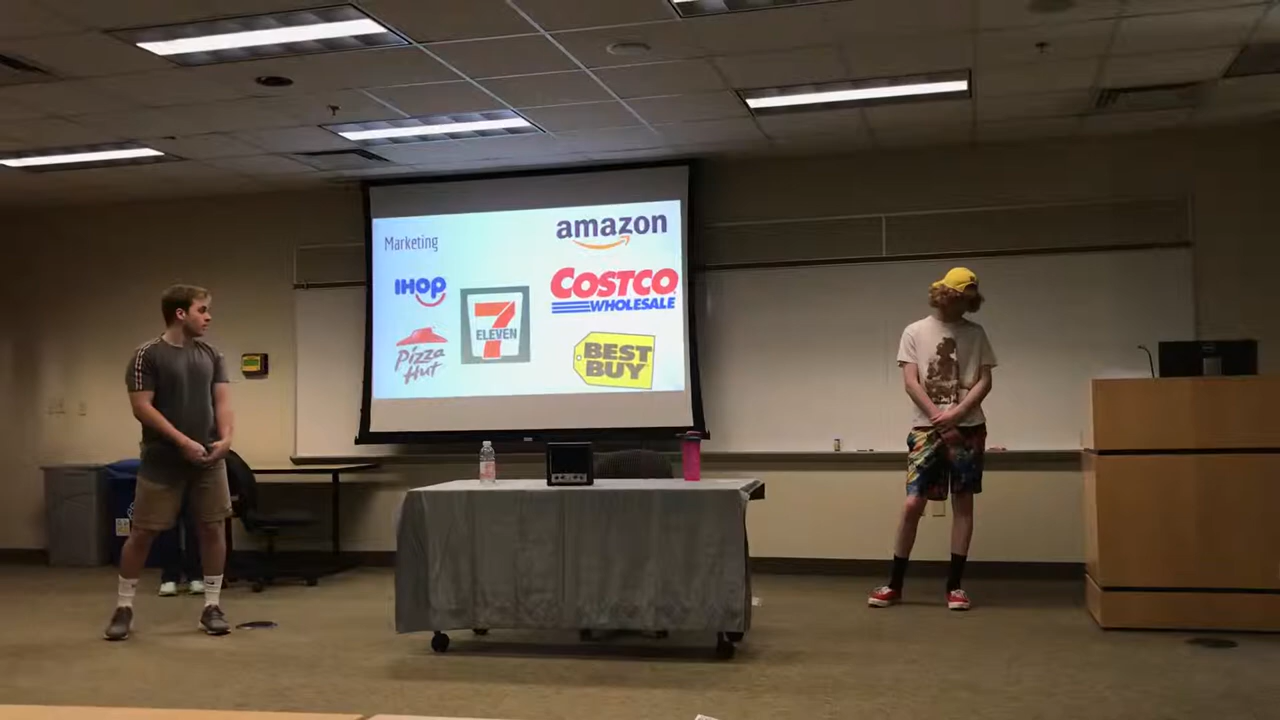 Marketing
amazon
IHOP
COSTCO
WHOLESALE
7
ELEVEN
Pizza
Hut
BEST
BUY